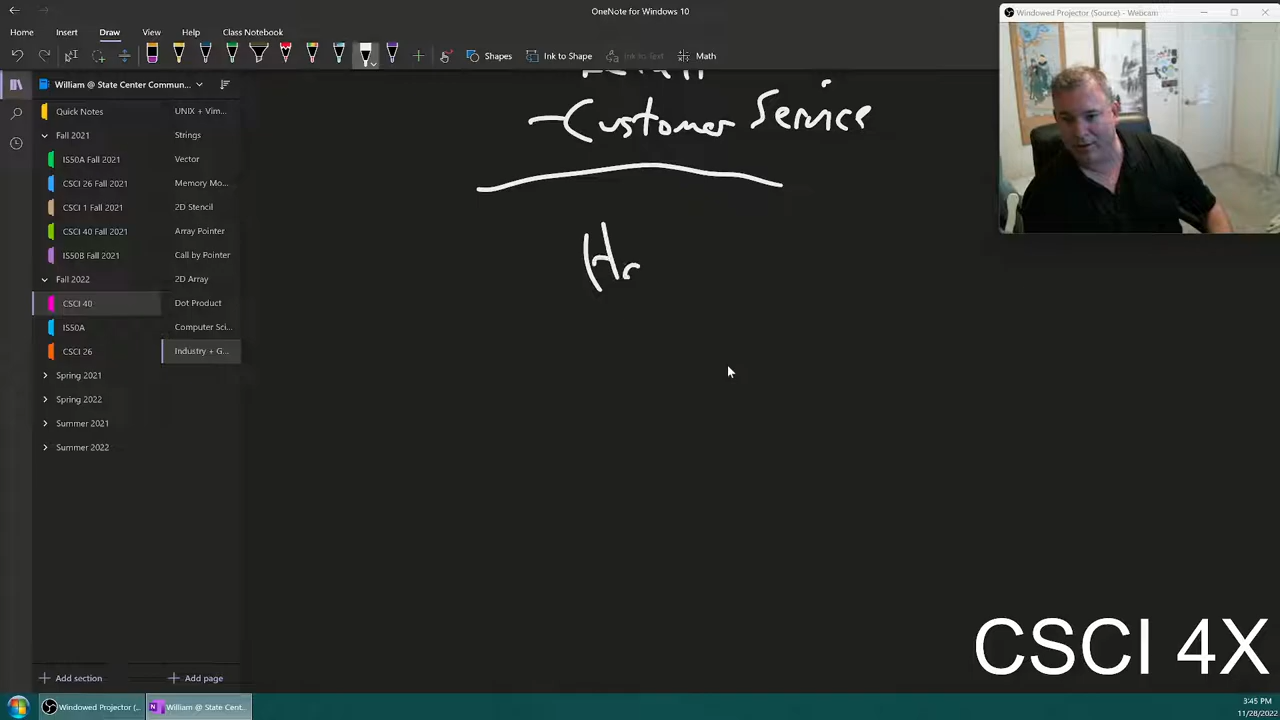 OneNote for Windows 10
Windowed Projector (Source) - Webcam
raw
View
Class Notebook
Ink to Shape
Ink to Text
Math
Shapes
William @ State Center Commun...
Quick Notes
Fall 2021
IS50A Fall 2021
CSCI 26 Fall 2021
CSCI 1 Fall 2021
CSCI 40 Fall 2021
IS50B Fall 2021
Fall 2022
CSCI 40
IS50A
CSCI 26
Spring 2021
Spring 2022
Summer 2021
Summer 2022
UNIX + Vim...
Strings
Vector
Memory Mo...
2D Stencil
Array Pointer
Call by Pointer
2D Array
Dot Product
Computer Sci...
Industry + G...
- Customer Service
CSCI 4X
Add section
Add page
Windowed Projector (...
William @ State Cent...
3:45 PM
11/28/2022